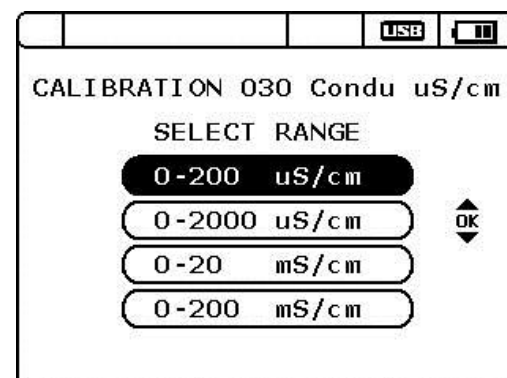 USB
CALIBRATION 030 Condu uS/cm
SELECT RANGE
0-200 uS/cm
0-2000 uS/cm
OK
0-20 mS/cm
0-200 mS/cm